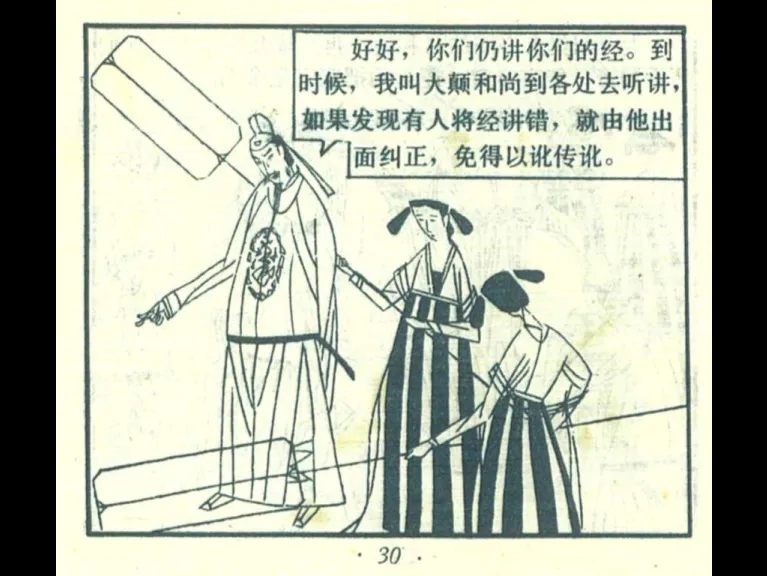 好好，你们仍讲你们的经。到
时候，我叫大颠和尚到各处去听讲，
如果发现有人将经讲错，就由他出
面纠正，免得以讹传讹。
· 30 ·